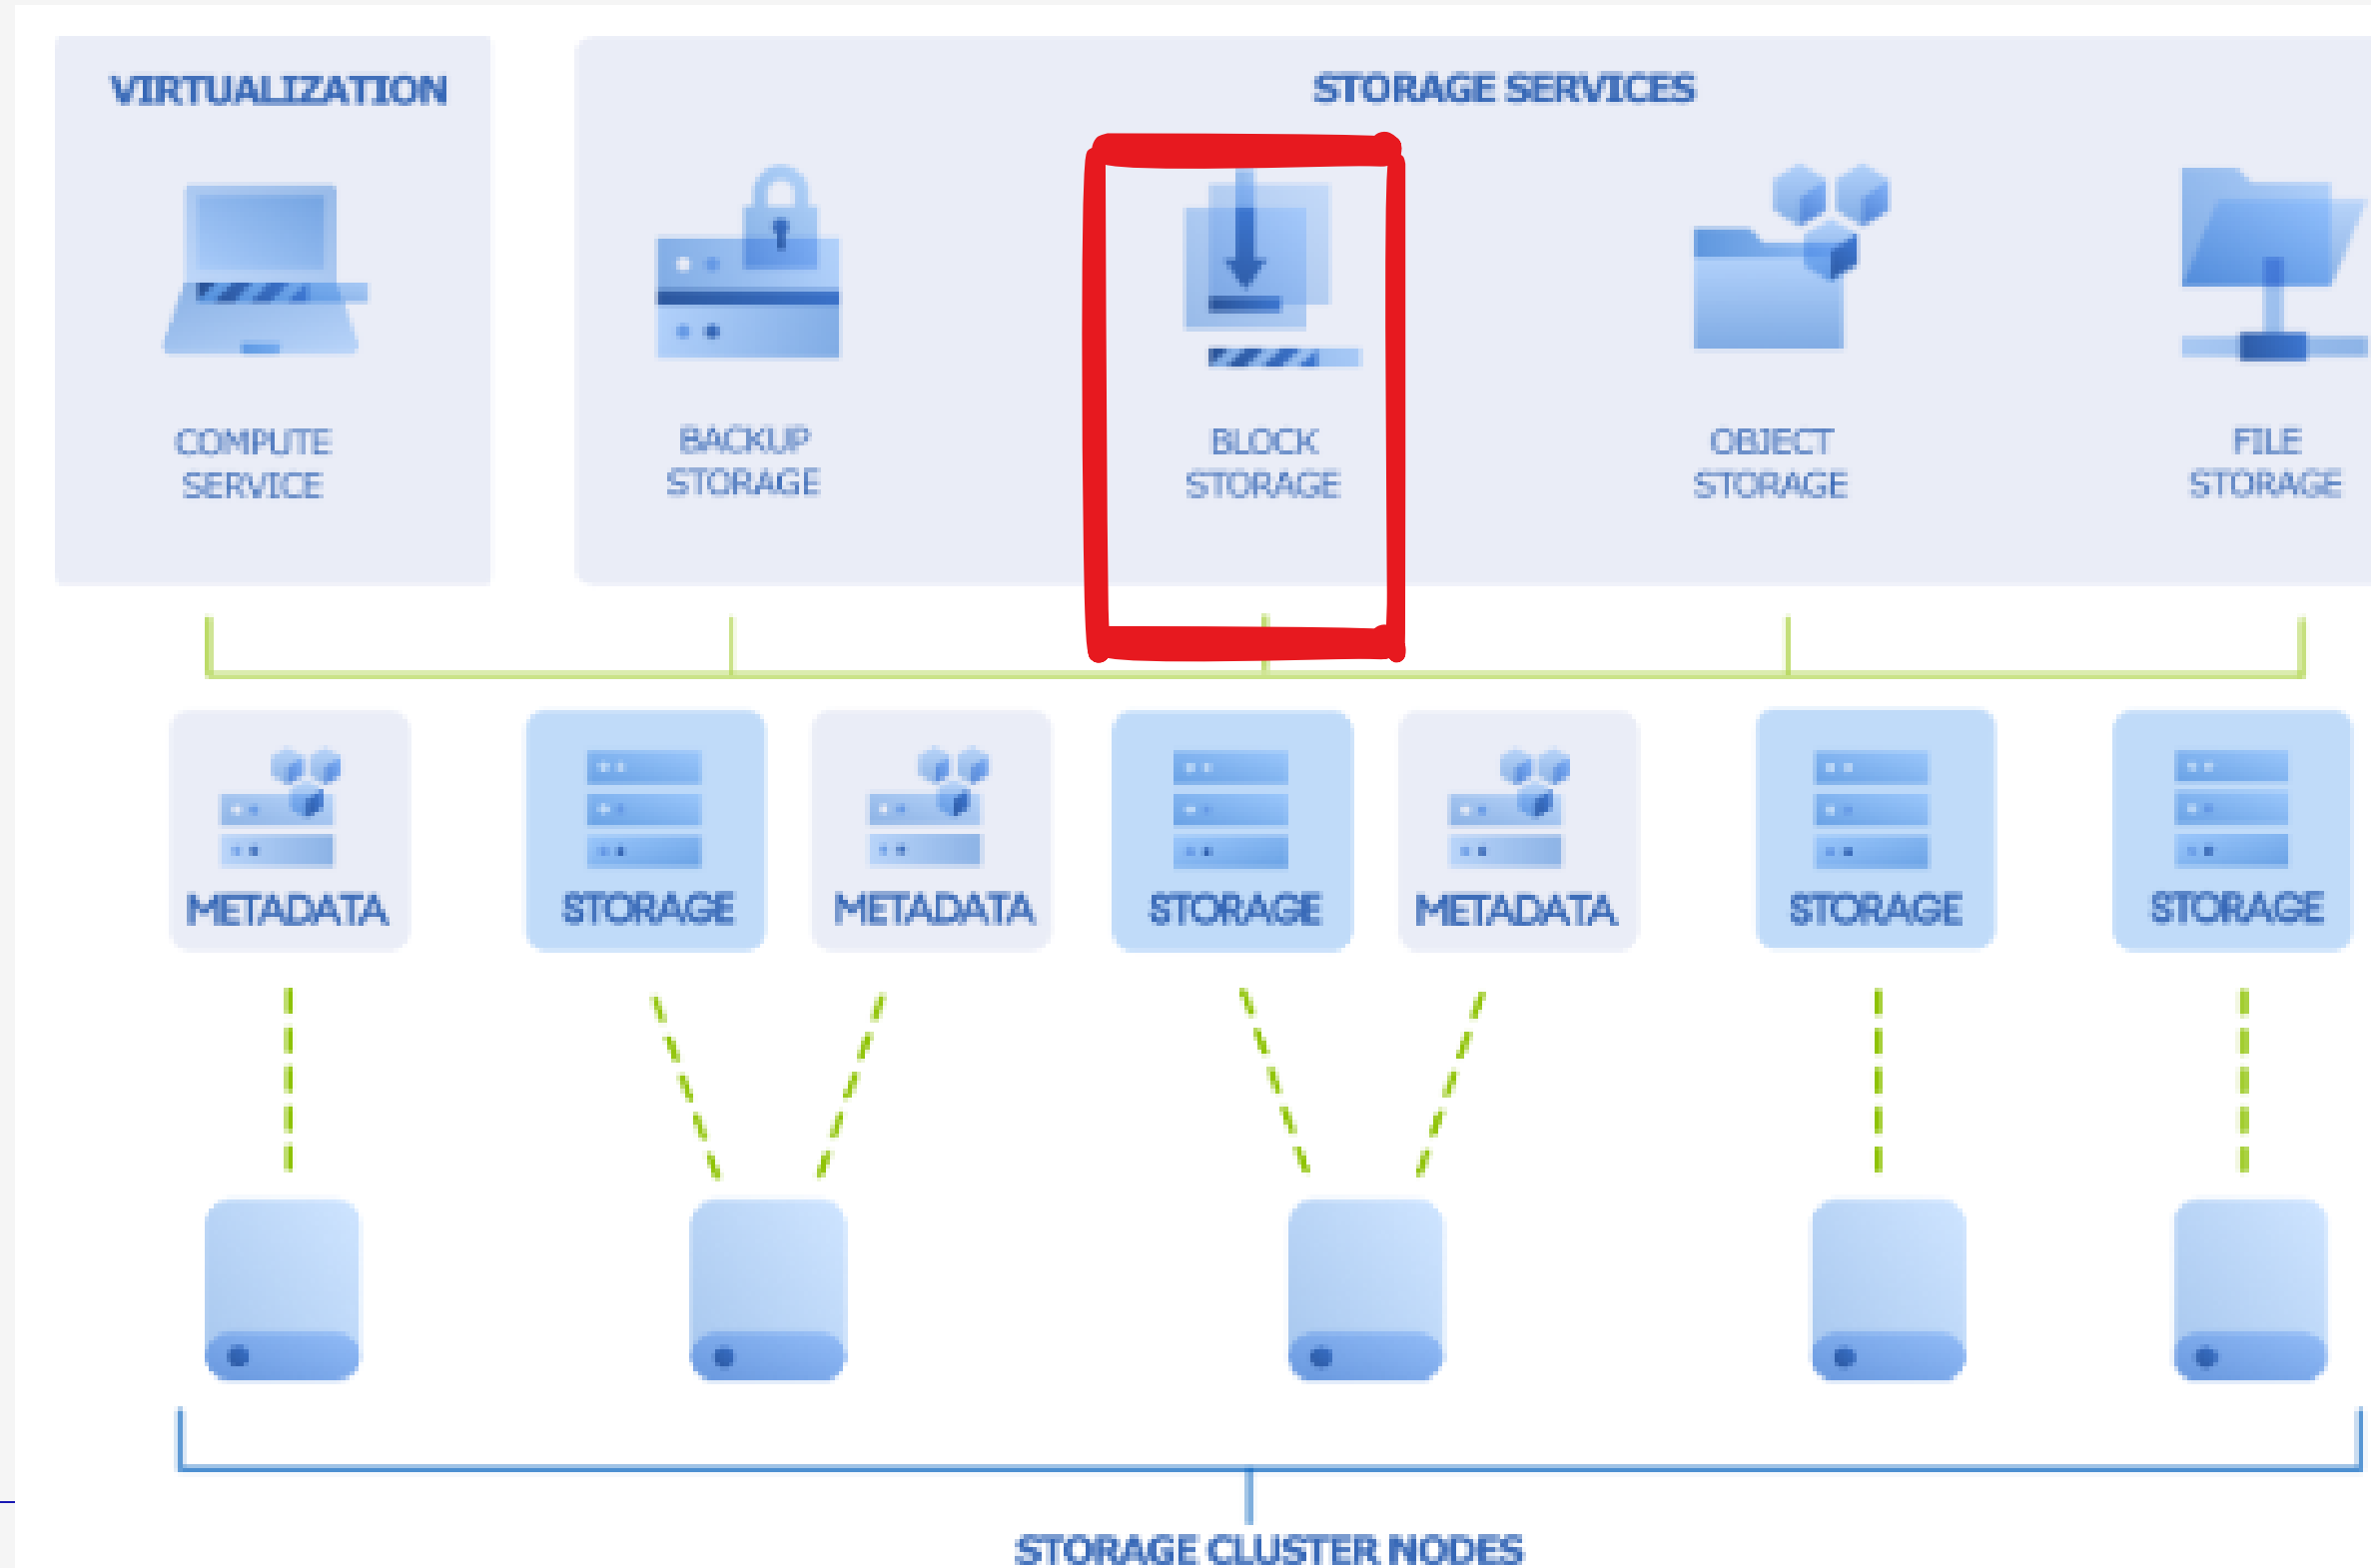 VIRTUALIZATION
STORAGE SERVICES
COMPUTE
SERVICE
BACKUP
STORAGE
BLOCK
STORAGE
OBJECT
STORAGE
FILE
STORAGE
METADATA
STORAGE
METADATA
STORAGE
METADATA
STORAGE
STORAGE
STORAGE CLUSTER NODES